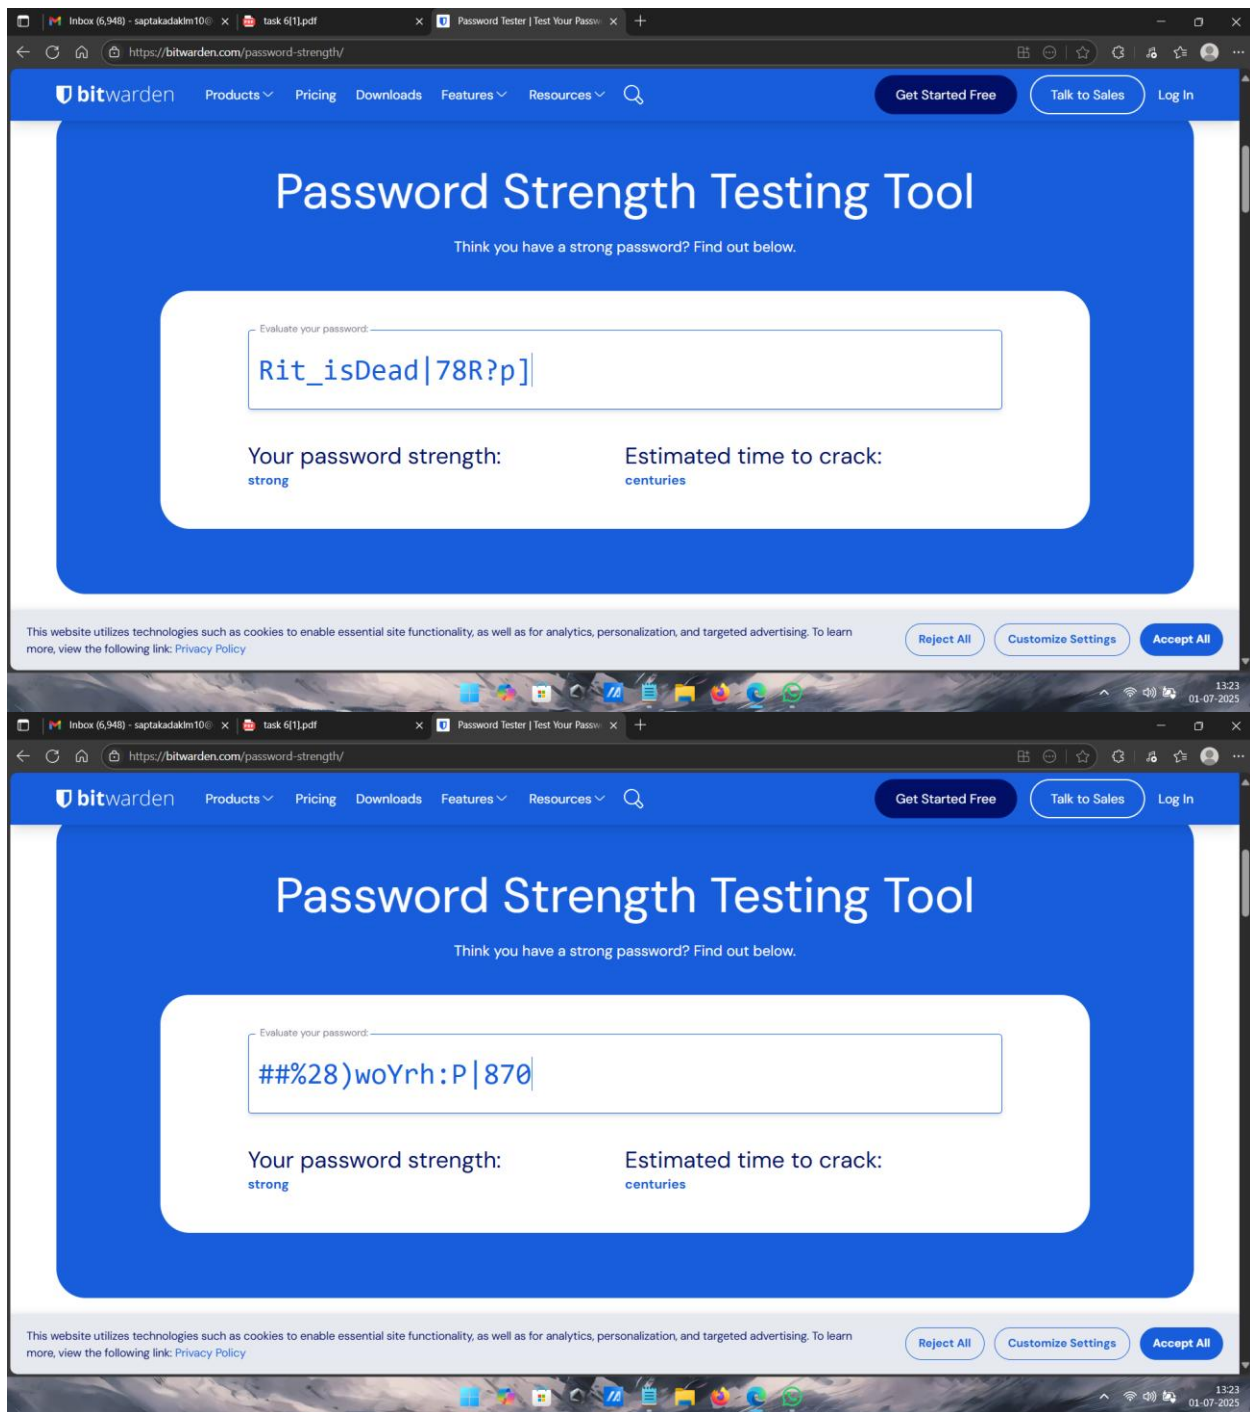 Inbox (6,948) - saptakadaklm10@
task 6[1].pdf
Password Tester | Test Your Passw
https://bitwarden.com/password-strength/
bitwarden Products Pricing Downloads Features Resources Get Started Free Talk to Sales Log In
Password Strength Testing Tool
Think you have a strong password? Find out below.
Evaluate your password:
Rit_isDead|78R?p]
Your password strength: Estimated time to crack:
strong centuries
This website utilizes technologies such as cookies to enable essential site functionality, as well as for analytics, personalization, and targeted advertising. To learn
more, view the following link: Privacy Policy
Reject All Customize Settings Accept All
13:23
01-07-2025
Inbox (6,948) - saptakadaklm10@
task 6[1].pdf
Password Tester | Test Your Passw
https://bitwarden.com/password-strength/
bitwarden Products Pricing Downloads Features Resources Get Started Free Talk to Sales Log In
Password Strength Testing Tool
Think you have a strong password? Find out below.
Evaluate your password:
##%28)woYrh:P|870
Your password strength: Estimated time to crack:
strong centuries
This website utilizes technologies such as cookies to enable essential site functionality, as well as for analytics, personalization, and targeted advertising. To learn
more, view the following link: Privacy Policy
Reject All Customize Settings Accept All
13:23
01-07-2025